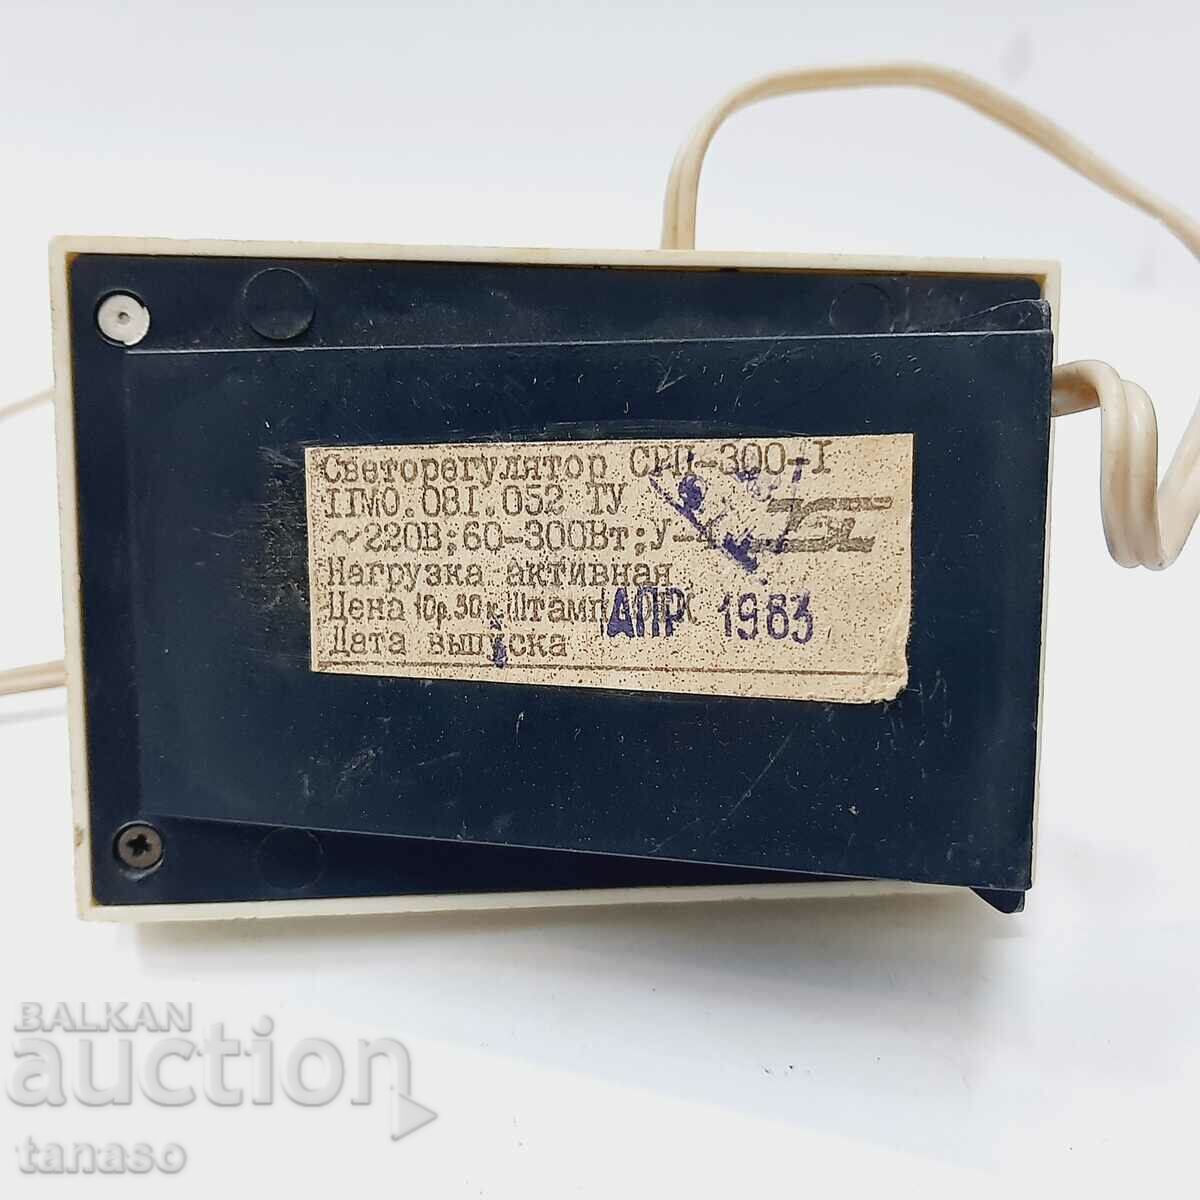 Светорегулятор СРП-300-I
ПМО.081.052 ТУ
~220В;60-300Вт;У-4
Нагрузка активная
Цена 10р.30к Штамп ОТК
АПР 1983
Дата выпуска
BALKAN
auction
tanaso